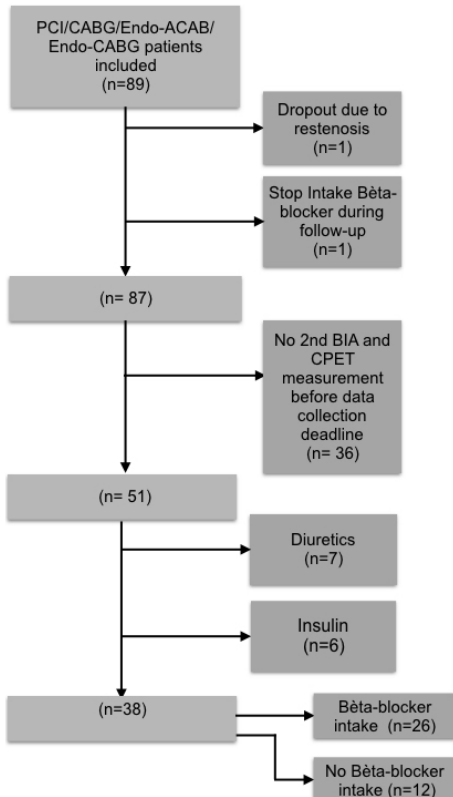 PCI/CABG/Endo-ACAB/
Endo-CABG patients
included
(n=89)
Dropout due to
restenosis
(n=1)
Stop Intake Bèta-
blocker during
follow-up
(n=1)
(n= 87)
No 2nd BIA and
CPET
measurement
before data
collection
deadline
(n= 36)
(n= 51)
Diuretics
(n=7)
Insulin
(n=6)
(n=38)
Bèta-blocker
intake (n=26)
No Bèta-blocker
intake (n=12)